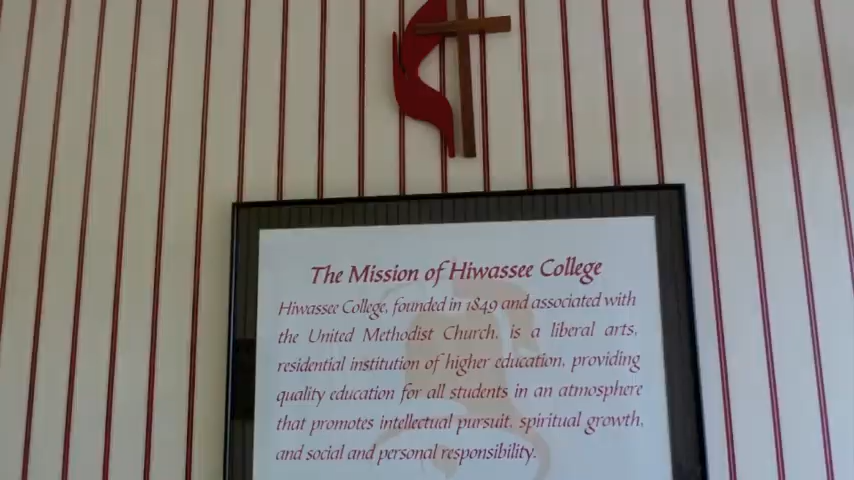 The Mission of Hiwassee College
Hiwassee College, founded in 1849 and associated with
the United Methodist Church, is a liberal arts,
residential institution of higher education, providing
quality education for all students in an atmosphere
that promotes intellectual pursuit, spiritual growth,
and social and personal responsibility.